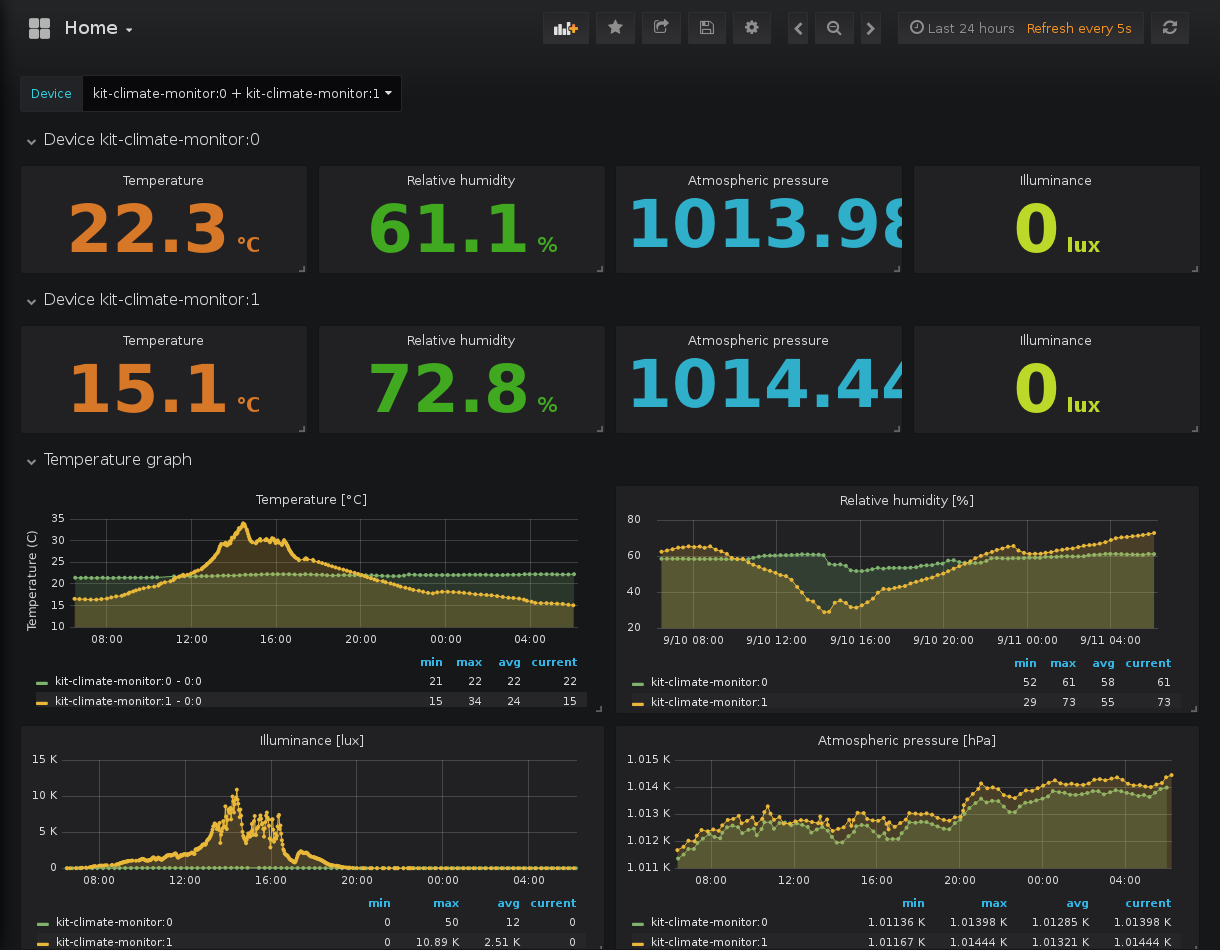 Home
Last 24 hours Refresh every 5s
Device kit-climate-monitor:0 + kit-climate-monitor:1
Device kit-climate-monitor:0
Temperature Relative humidity Atmospheric pressure Illuminance
22.3 °C 61.1 % 1013.98 0 lux
Device kit-climate-monitor:1
Temperature Relative humidity Atmospheric pressure Illuminance
15.1 °C 72.8 % 1014.44 0 lux
Temperature graph
Temperature [°C]
Temperature (C)
35
30
25
20
15
10
08:00 12:00 16:00 20:00 00:00 04:00
min max avg current
kit-climate-monitor:0 - 0:0 21 22 22 22
kit-climate-monitor:1 - 0:0 15 34 24 15
Relative humidity [%]
80
60
40
20
9/10 08:00 9/10 12:00 9/10 16:00 9/10 20:00 9/11 00:00 9/11 04:00
min max avg current
kit-climate-monitor:0 52 61 58 61
kit-climate-monitor:1 29 73 55 73
Illuminance [lux]
15 K
10 K
5 K
0
08:00 12:00 16:00 20:00 00:00 04:00
min max avg current
kit-climate-monitor:0 0 50 12 0
kit-climate-monitor:1 0 10.89 K 2.51 K 0
Atmospheric pressure [hPa]
1.015 K
1.014 K
1.013 K
1.012 K
1.011 K
08:00 12:00 16:00 20:00 00:00 04:00
min max avg current
kit-climate-monitor:0 1.01136 K 1.01398 K 1.01285 K 1.01398 K
kit-climate-monitor:1 1.01167 K 1.01444 K 1.01321 K 1.01444 K